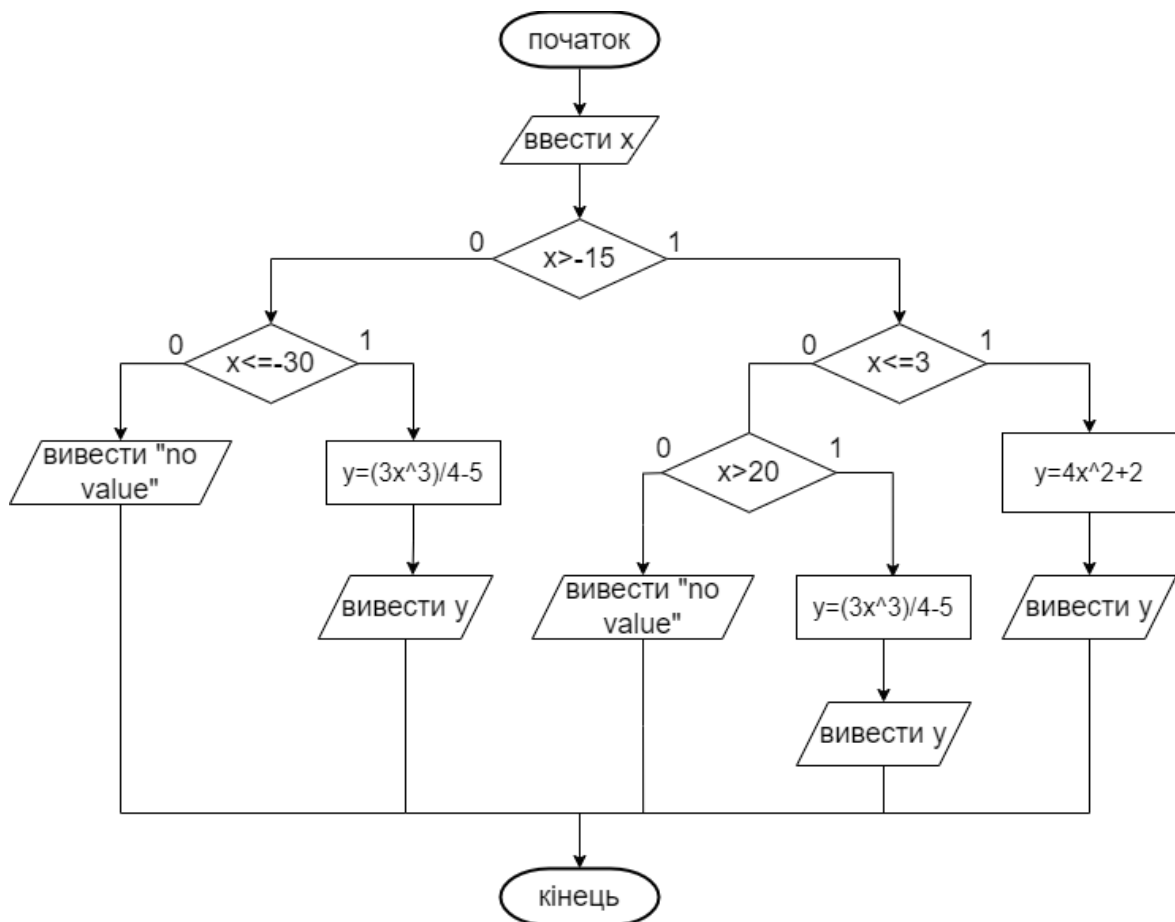 початок
ввести x
0
x>-15
1
0
x<=-30
1
0
x<=3
1
вивести "no
value"
y=(3x^3)/4-5
0
x>20
1
y=4x^2+2
вивести y
вивести "no
value"
y=(3x^3)/4-5
вивести y
вивести y
кінець